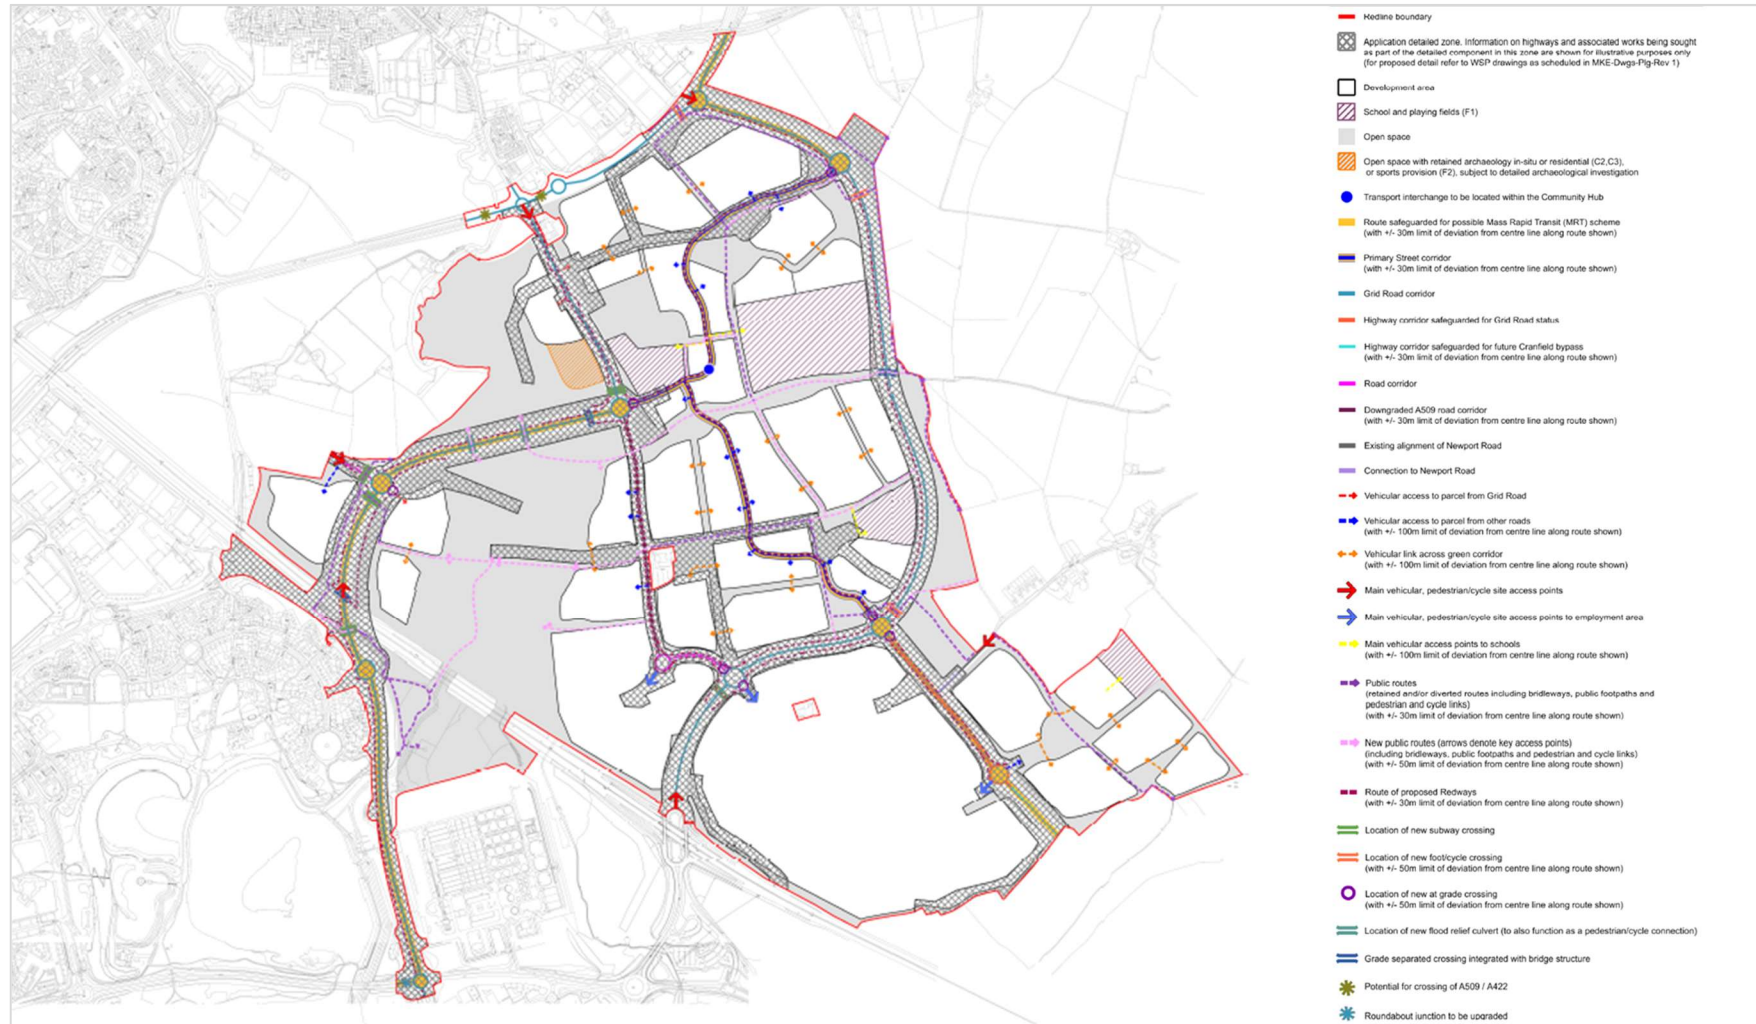 Redline boundary
Application detailed zone. Information on highways and associated works being sought
as part of the detailed component in this zone are shown for illustrative purposes only
(for proposed detail refer to WSP drawings as scheduled in MKE-Dwgs-Plg-Rev 1)
Development area
School and playing fields (F1)
Open space
Open space with retained archaeology in-situ or residential (C2,C3),
or sports provision (F2), subject to detailed archaeological investigation
Transport interchange to be located within the Community Hub
Route safeguarded for possible Mass Rapid Transit (MRT) scheme
(with +/- 30m limit of deviation from centre line along route shown)
Primary Street corridor
(with +/- 30m limit of deviation from centre line along route shown)
Grid Road corridor
Highway corridor safeguarded for Grid Road status
Highway corridor safeguarded for future Cranfield bypass
(with +/- 30m limit of deviation from centre line along route shown)
Road corridor
Downgraded A509 road corridor
(with +/- 30m limit of deviation from centre line along route shown)
Existing alignment of Newport Road
Connection to Newport Road
Vehicular access to parcel from Grid Road
Vehicular access to parcel from other roads
(with +/- 100m limit of deviation from centre line along route shown)
Vehicular link across green corridor
(with +/- 100m limit of deviation from centre line along route shown)
Main vehicular, pedestrian/cycle site access points
Main vehicular, pedestrian/cycle site access points to employment area
Main vehicular access points to schools
(with +/- 100m limit of deviation from centre line along route shown)
Public routes
(retained and/or diverted routes including bridleways, public footpaths and
pedestrian and cycle links)
(with +/- 30m limit of deviation from centre line along route shown)
New public routes (arrows denote key access points)
(including bridleways, public footpaths and pedestrian and cycle links)
(with +/- 50m limit of deviation from centre line along route shown)
Route of proposed Redways
(with +/- 30m limit of deviation from centre line along route shown)
Location of new subway crossing
Location of new foot/cycle crossing
(with +/- 50m limit of deviation from centre line along route shown)
Location of new at grade crossing
(with +/- 50m limit of deviation from centre line along route shown)
Location of new flood relief culvert (to also function as a pedestrian/cycle connection)
Grade separated crossing integrated with bridge structure
Potential for crossing of A509 / A422
Roundabout junction to be upgraded